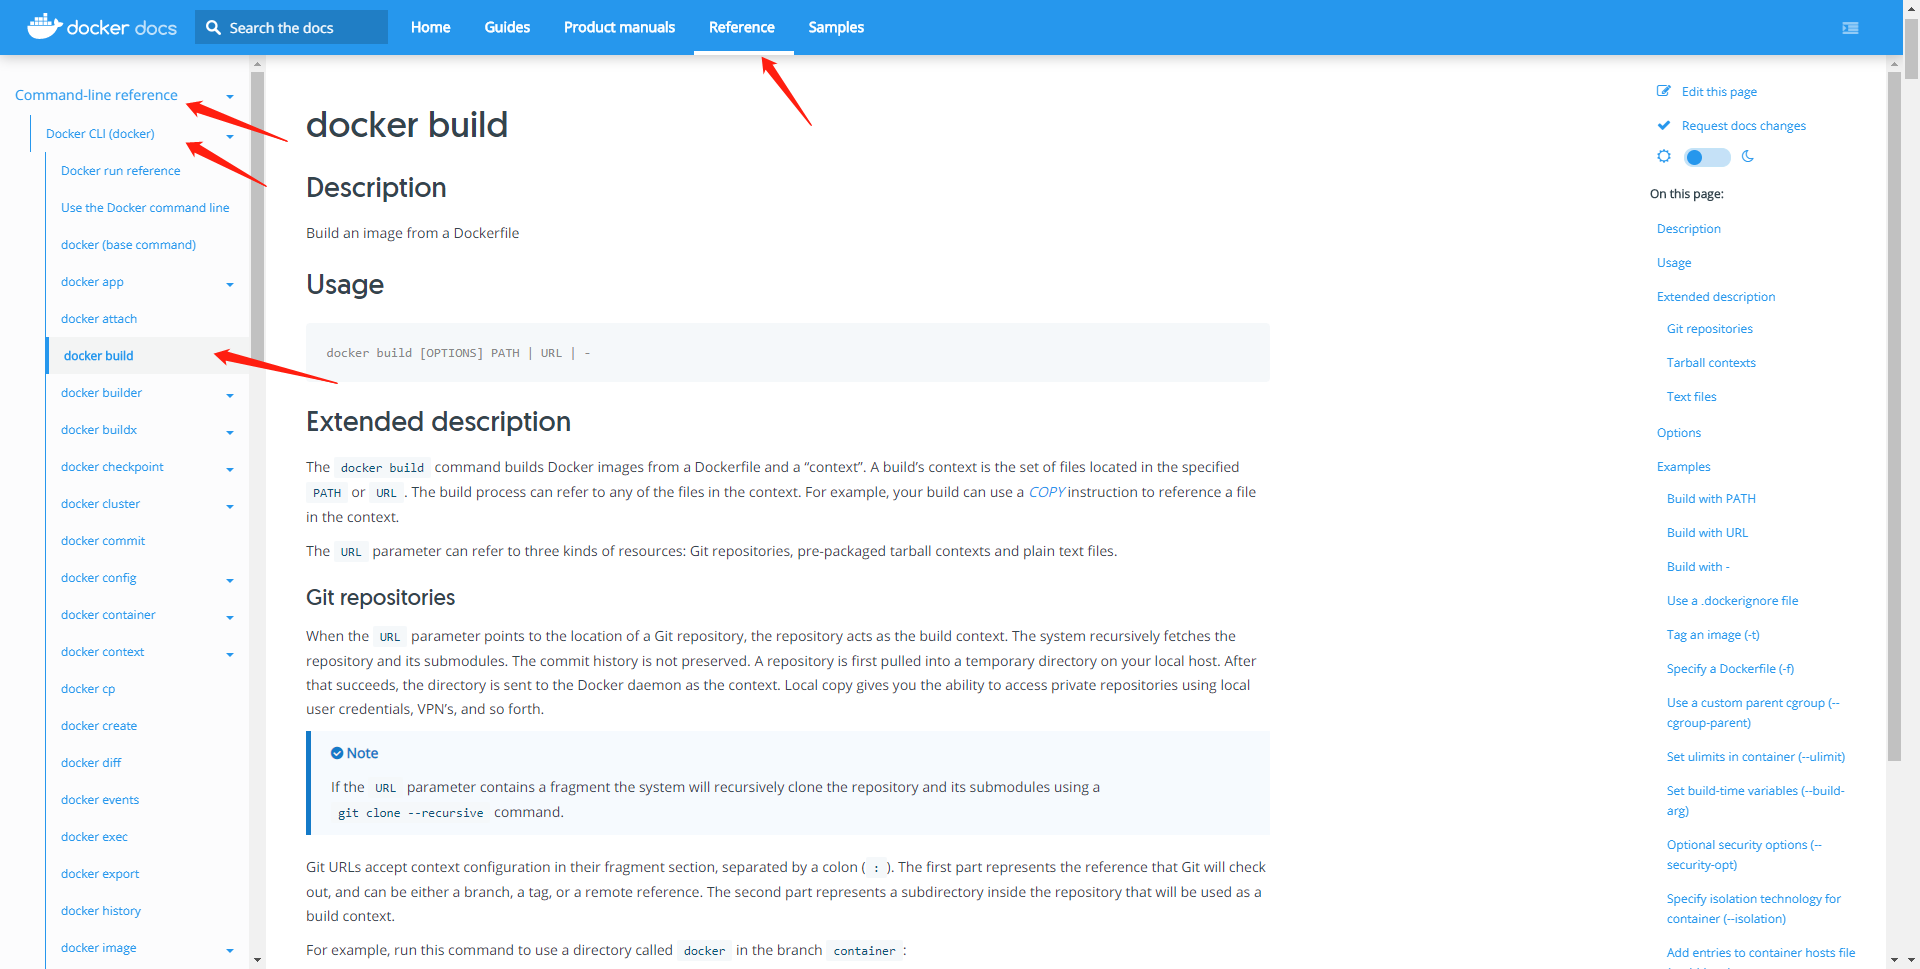 docker docs
Search the docs
Home
Guides
Product manuals
Reference
Samples
Command-line reference
Docker CLI (docker)
Docker run reference
Use the Docker command line
docker (base command)
docker app
docker attach
docker build
docker builder
docker buildx
docker checkpoint
docker cluster
docker commit
docker config
docker container
docker context
docker cp
docker create
docker diff
docker events
docker exec
docker export
docker history
docker image
docker build
Description
Build an image from a Dockerfile
Usage
docker build [OPTIONS] PATH | URL | -
Extended description
The docker build command builds Docker images from a Dockerfile and a “context”. A build’s context is the set of files located in the specified
PATH or URL . The build process can refer to any of the files in the context. For example, your build can use a COPY instruction to reference a file
in the context.
The URL parameter can refer to three kinds of resources: Git repositories, pre-packaged tarball contexts and plain text files.
Git repositories
When the URL parameter points to the location of a Git repository, the repository acts as the build context. The system recursively fetches the
repository and its submodules. The commit history is not preserved. A repository is first pulled into a temporary directory on your local host. After
that succeeds, the directory is sent to the Docker daemon as the context. Local copy gives you the ability to access private repositories using local
user credentials, VPN’s, and so forth.
Note
If the URL parameter contains a fragment the system will recursively clone the repository and its submodules using a
git clone --recursive command.
Git URLs accept context configuration in their fragment section, separated by a colon ( : ). The first part represents the reference that Git will check
out, and can be either a branch, a tag, or a remote reference. The second part represents a subdirectory inside the repository that will be used as a
build context.
For example, run this command to use a directory called docker in the branch container :
Edit this page
Request docs changes
On this page:
Description
Usage
Extended description
Git repositories
Tarball contexts
Text files
Options
Examples
Build with PATH
Build with URL
Build with -
Use a .dockerignore file
Tag an image (-t)
Specify a Dockerfile (-f)
Use a custom parent cgroup (--
cgroup-parent)
Set ulimits in container (--ulimit)
Set build-time variables (--build-
arg)
Optional security options (--
security-opt)
Specify isolation technology for
container (--isolation)
Add entries to container hosts file